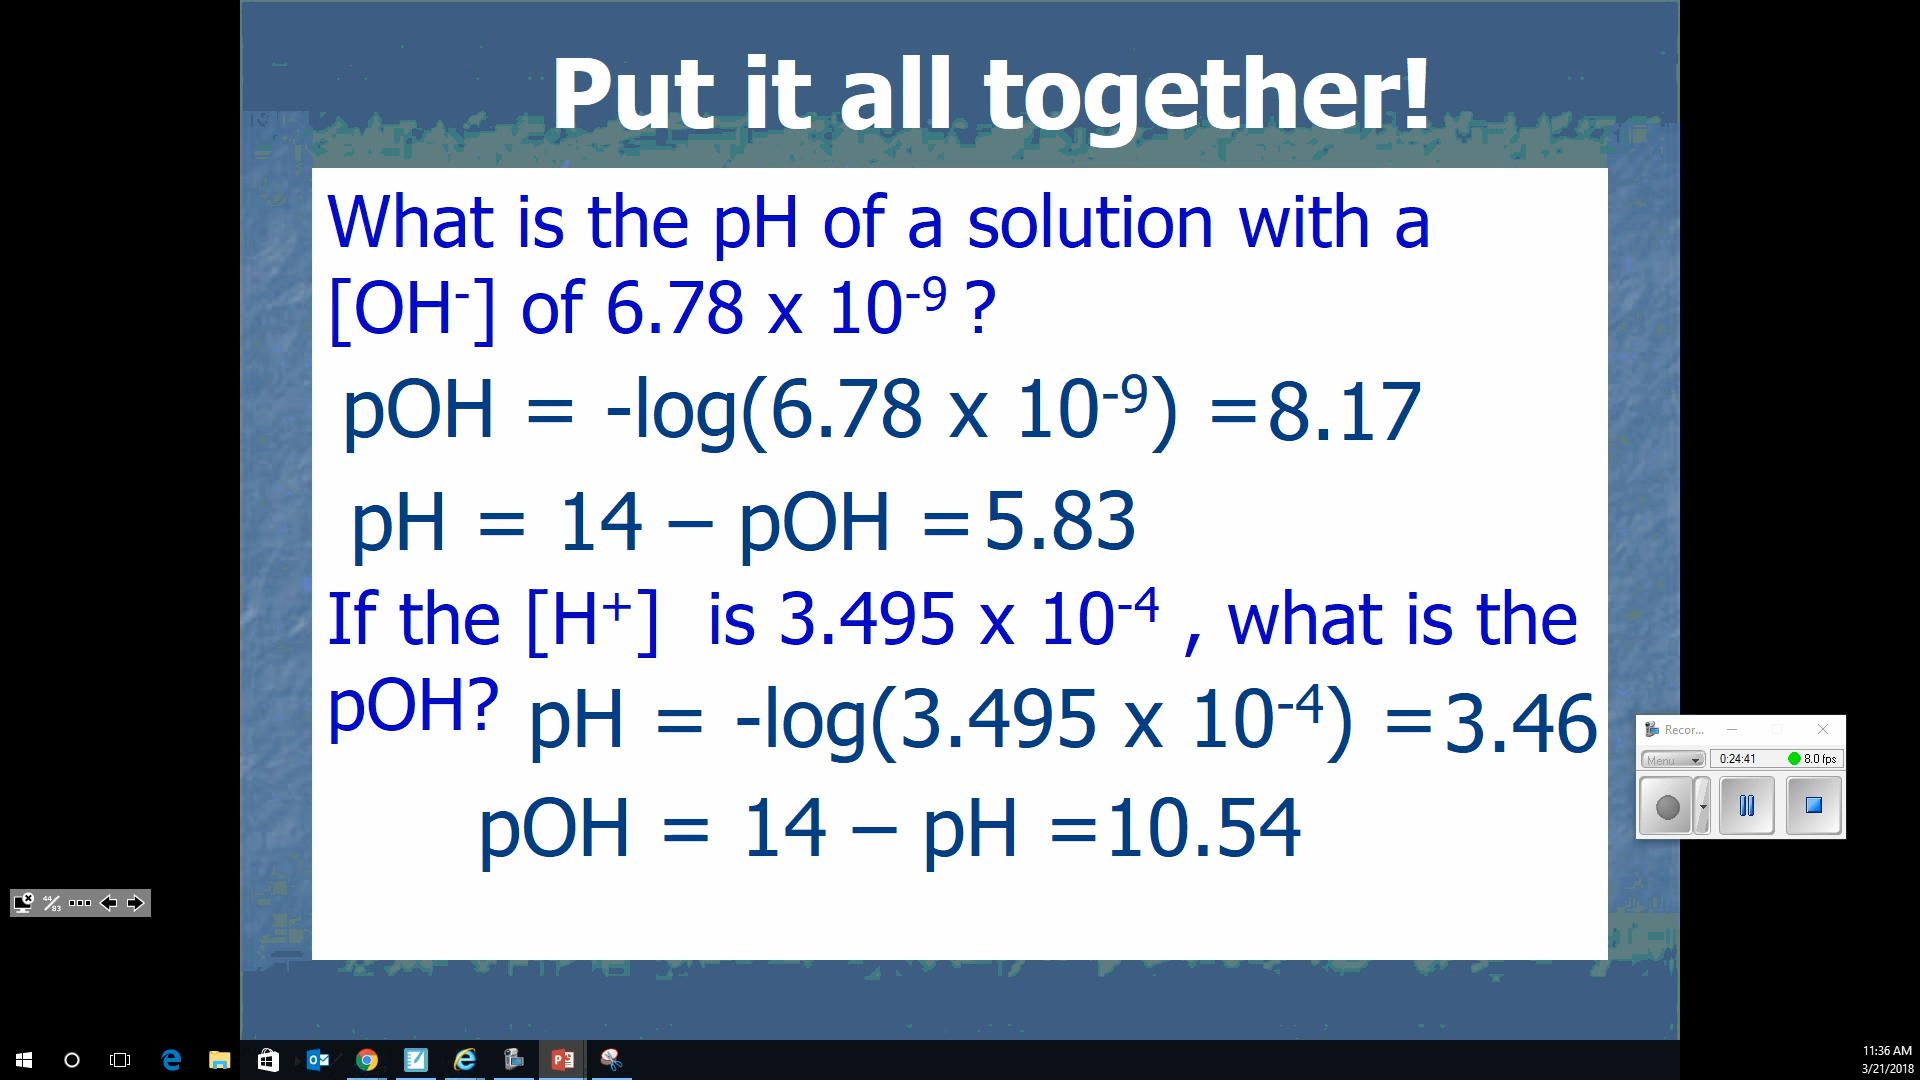 Put it all together!
What is the pH of a solution with a
[OH⁻] of 6.78 x 10⁻⁹ ?
pOH = -log(6.78 x 10⁻⁹) = 8.17
pH = 14 – pOH = 5.83
If the [H⁺] is 3.495 x 10⁻⁴ , what is the
pOH?
pH = -log(3.495 x 10⁻⁴) = 3.46
pOH = 14 – pH = 10.54
Recor...
Menu
0:24:41
8.0 fps
44/83
11:36 AM
3/21/2018